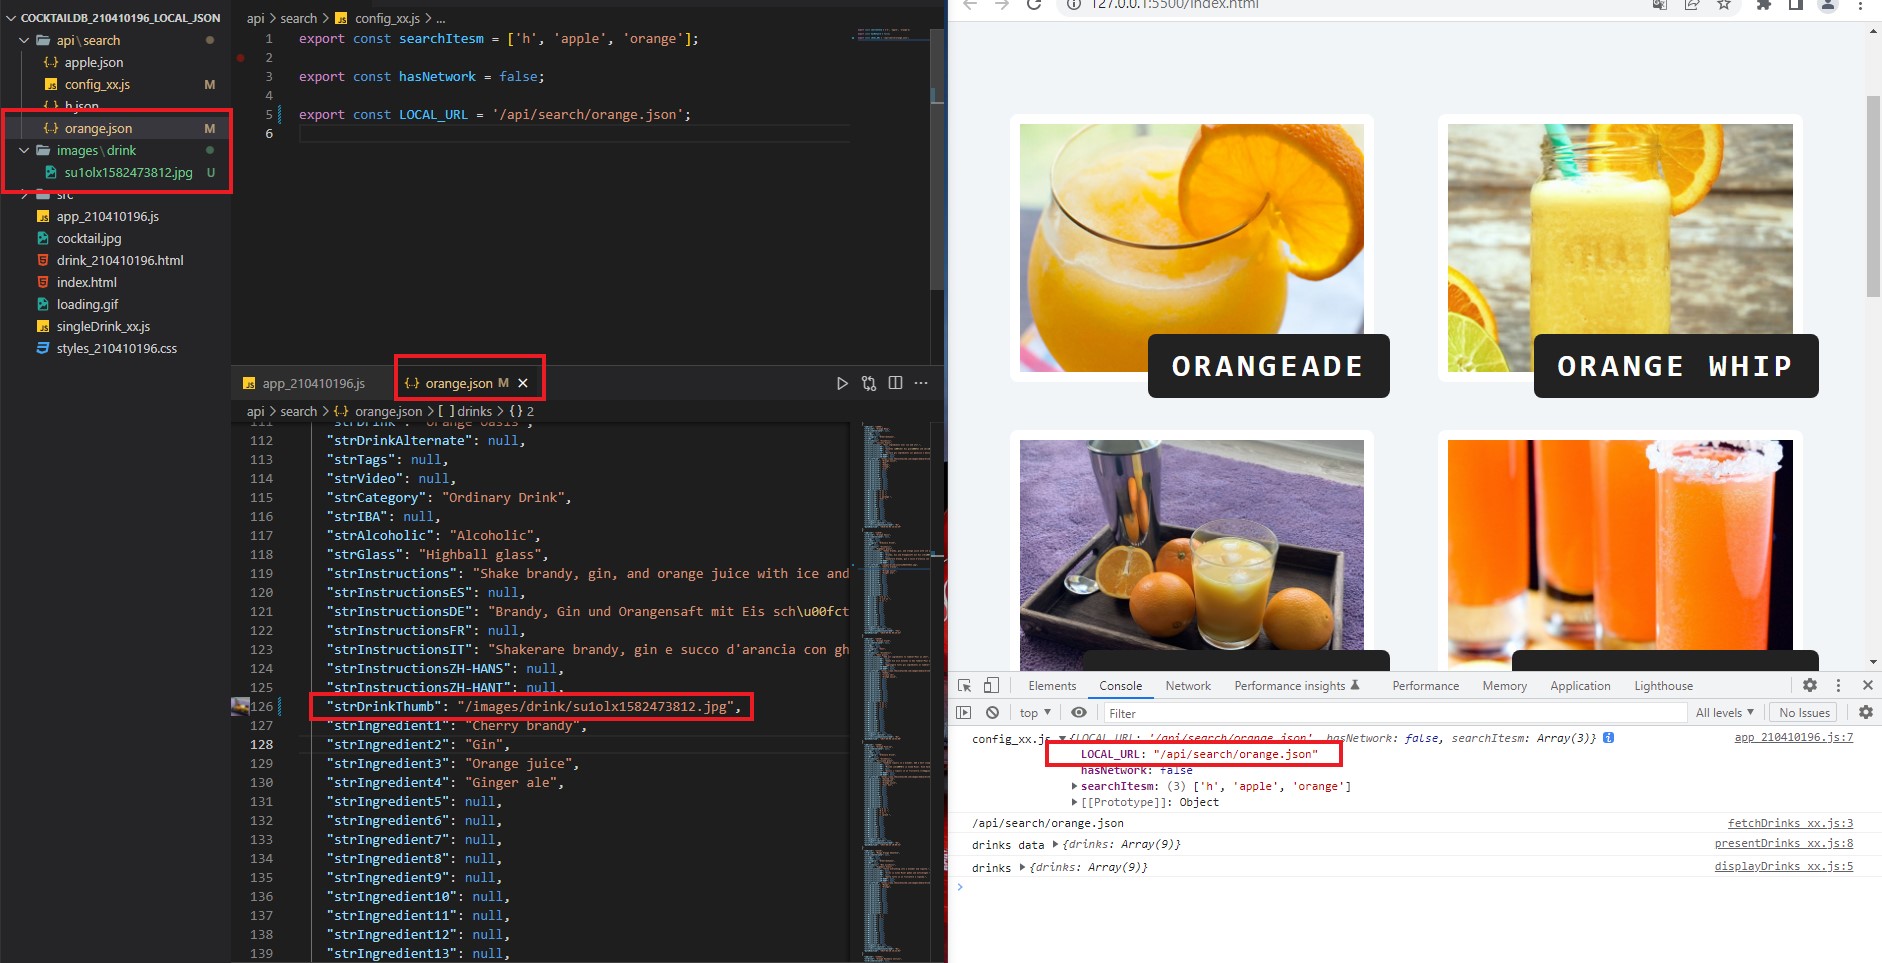 COCKTAILDB_210410196_LOCAL_JSON
api\search
apple.json
config_xx.js M
h.json
orange.json M
images\drink
su1olx1582473812.jpg U
src
app_210410196.js
cocktail.jpg
drink_210410196.html
index.html
loading.gif
singleDrink_xx.js
styles_210410196.css
api > search > JS config_xx.js > ...
1 export const searchItesm = ['h', 'apple', 'orange'];
2
3 export const hasNetwork = false;
4
5 export const LOCAL_URL = '/api/search/orange.json';
6
JS app_210410196.js {..} orange.json M
api > search > {..} orange.json > [ ] drinks > {} 2
111 "strDrink": "Orange Oasis",
112 "strDrinkAlternate": null,
113 "strTags": null,
114 "strVideo": null,
115 "strCategory": "Ordinary Drink",
116 "strIBA": null,
117 "strAlcoholic": "Alcoholic",
118 "strGlass": "Highball glass",
119 "strInstructions": "Shake brandy, gin, and orange juice with ice and
120 "strInstructionsES": null,
121 "strInstructionsDE": "Brandy, Gin und Orangensaft mit Eis sch\u00fct
122 "strInstructionsFR": null,
123 "strInstructionsIT": "Shakerare brandy, gin e succo d'arancia con gh
124 "strInstructionsZH-HANS": null,
125 "strInstructionsZH-HANT": null,
126 "strDrinkThumb": "/images/drink/su1olx1582473812.jpg",
127 "strIngredient1": "Cherry brandy",
128 "strIngredient2": "Gin",
129 "strIngredient3": "Orange juice",
130 "strIngredient4": "Ginger ale",
131 "strIngredient5": null,
132 "strIngredient6": null,
133 "strIngredient7": null,
134 "strIngredient8": null,
135 "strIngredient9": null,
136 "strIngredient10": null,
137 "strIngredient11": null,
138 "strIngredient12": null,
139 "strIngredient13": null,
127.0.0.1:5500/index.html
ORANGEADE
ORANGE WHIP
Elements Console Network Performance insights Performance Memory Application Lighthouse
top Filter All levels No Issues
config_xx.js {LOCAL_URL: '/api/search/orange.json', hasNetwork: false, searchItesm: Array(3)} app_210410196.js:7
LOCAL_URL: "/api/search/orange.json"
hasNetwork: false
searchItesm: (3) ['h', 'apple', 'orange']
[[Prototype]]: Object
/api/search/orange.json fetchDrinks_xx.js:3
drinks data {drinks: Array(9)} presentDrinks_xx.js:8
drinks {drinks: Array(9)} displayDrinks_xx.js:5